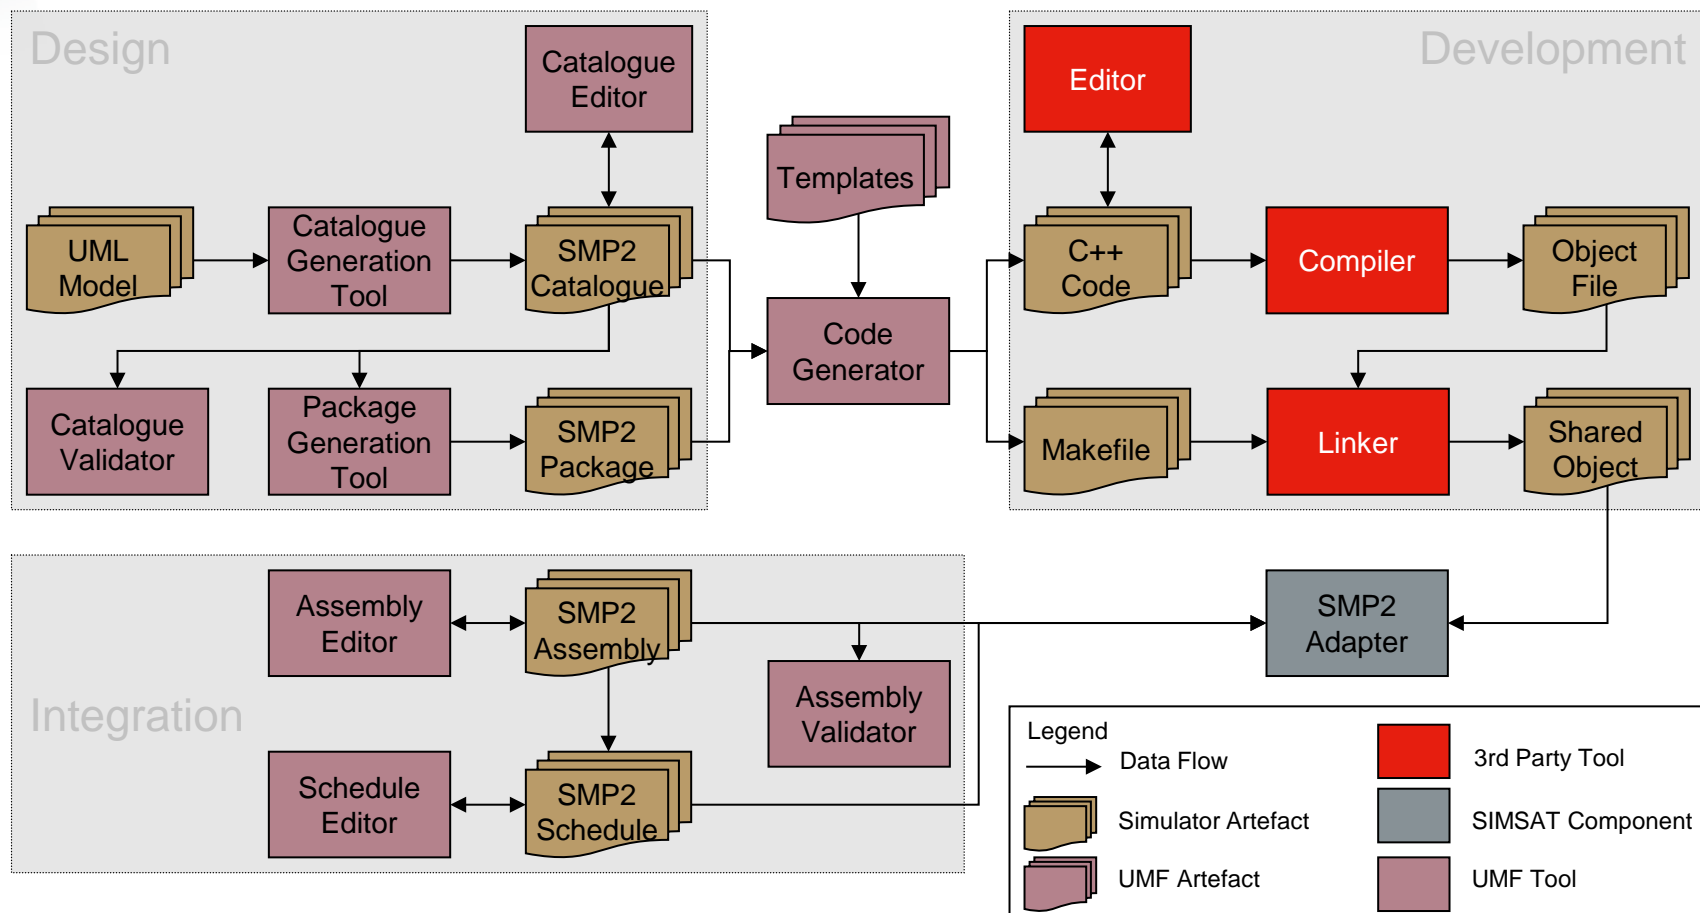 Design
Development
Catalogue
Editor
Editor
Templates
UML
Model
Catalogue
Generation
Tool
SMP2
Catalogue
C++
Code
Compiler
Object
File
Code
Generator
Catalogue
Validator
Package
Generation
Tool
SMP2
Package
Makefile
Linker
Shared
Object
Assembly
Editor
SMP2
Assembly
SMP2
Adapter
Integration
Assembly
Validator
Schedule
Editor
SMP2
Schedule
Legend
Data Flow
3rd Party Tool
Simulator Artefact
SIMSAT Component
UMF Artefact
UMF Tool